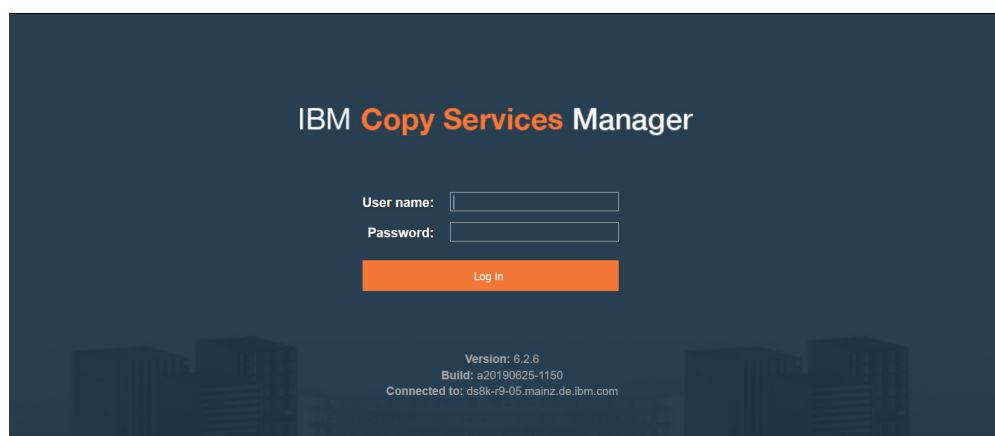 IBM Copy Services Manager
User name:
Password:
Log in
Version: 6.2.6
Build: a20190625-1150
Connected to: ds8k-r9-05.mainz.de.ibm.com